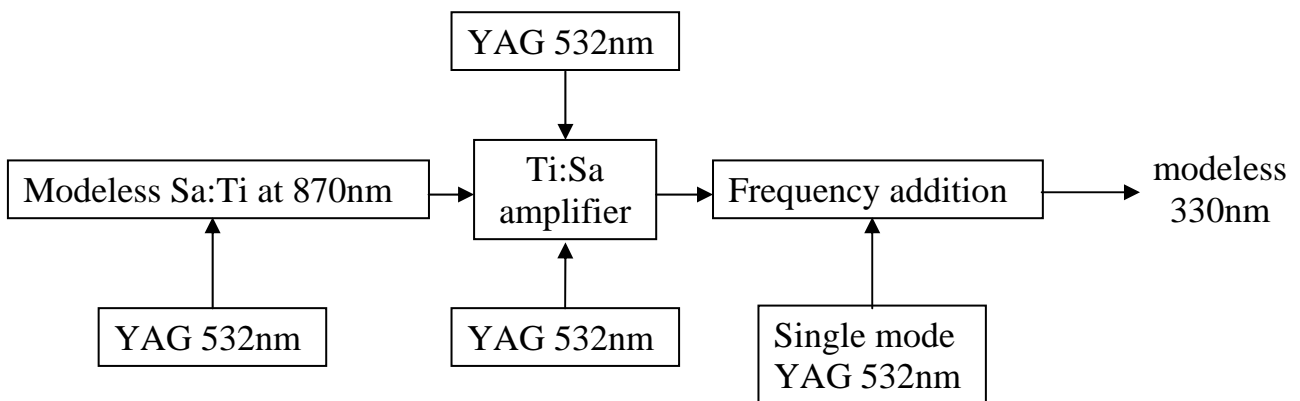 YAG 532nm
Modeless Sa:Ti at 870nm
Ti:Sa
amplifier
Frequency addition
modeless
330nm
YAG 532nm
YAG 532nm
Single mode
YAG 532nm